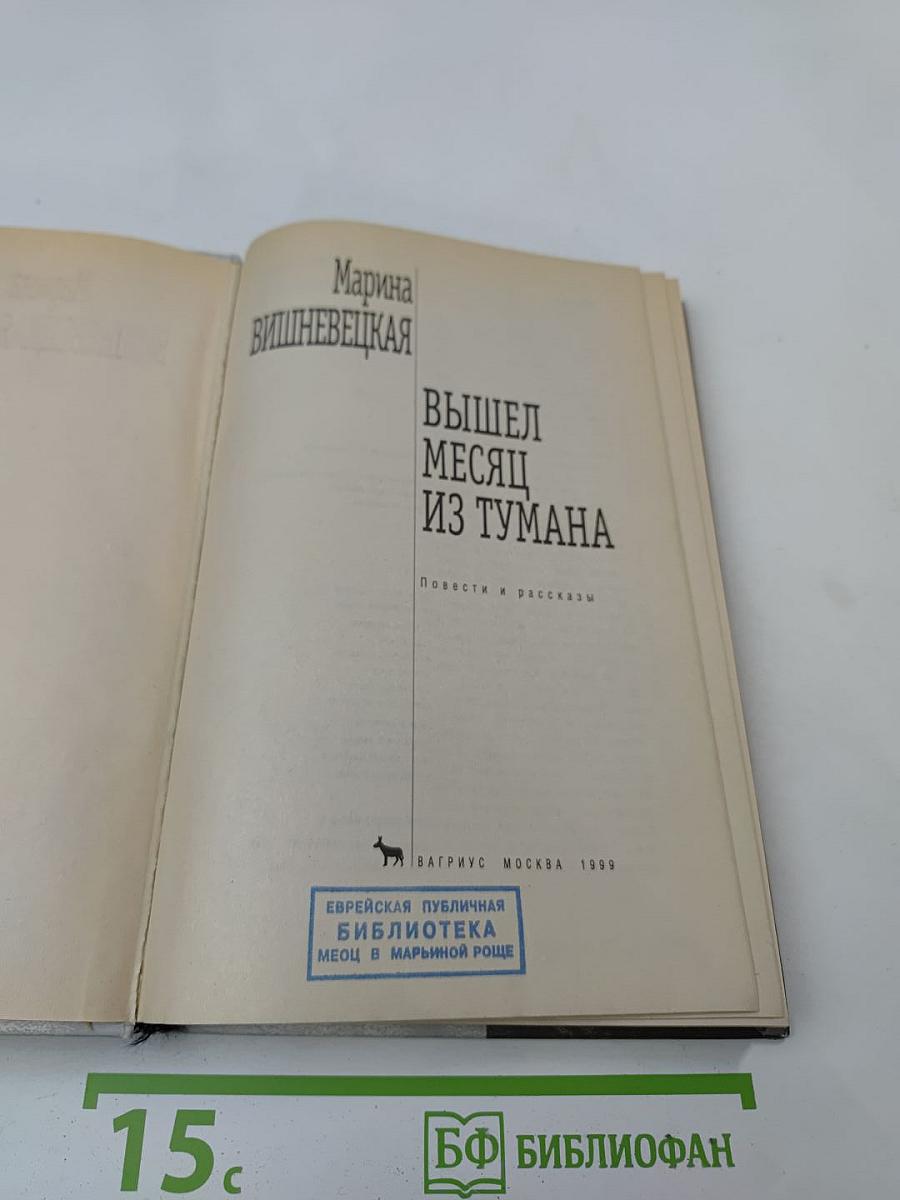 Марина
ВИШНЕВЕЦКАЯ
ВЫШЕЛ
МЕСЯЦ
ИЗ ТУМАНА
Повести и рассказы
ВАГРИУС МОСКВА 1999
ЕВРЕЙСКАЯ ПУБЛИЧНАЯ
БИБЛИОТЕКА
МЕОЦ В МАРЬИНОЙ РОЩЕ
15 с
БФ БИБЛИОФАН